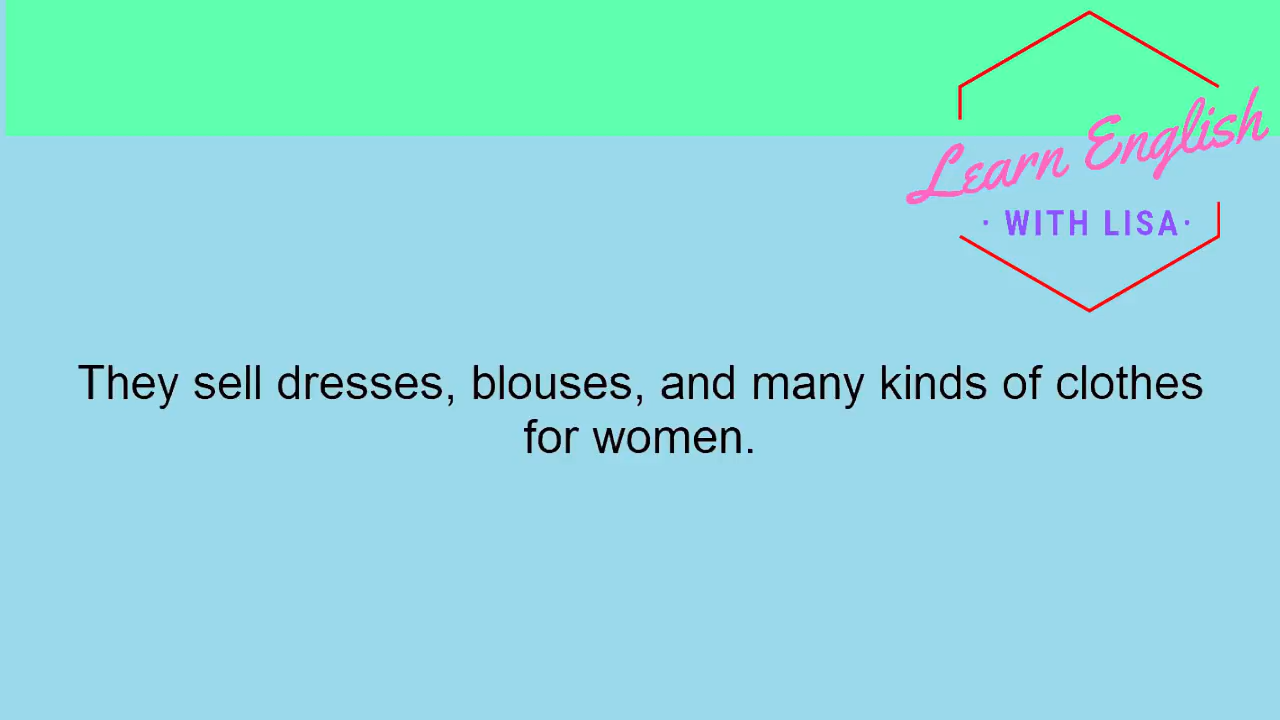 Learn English
· WITH LISA ·
They sell dresses, blouses, and many kinds of clothes
for women.